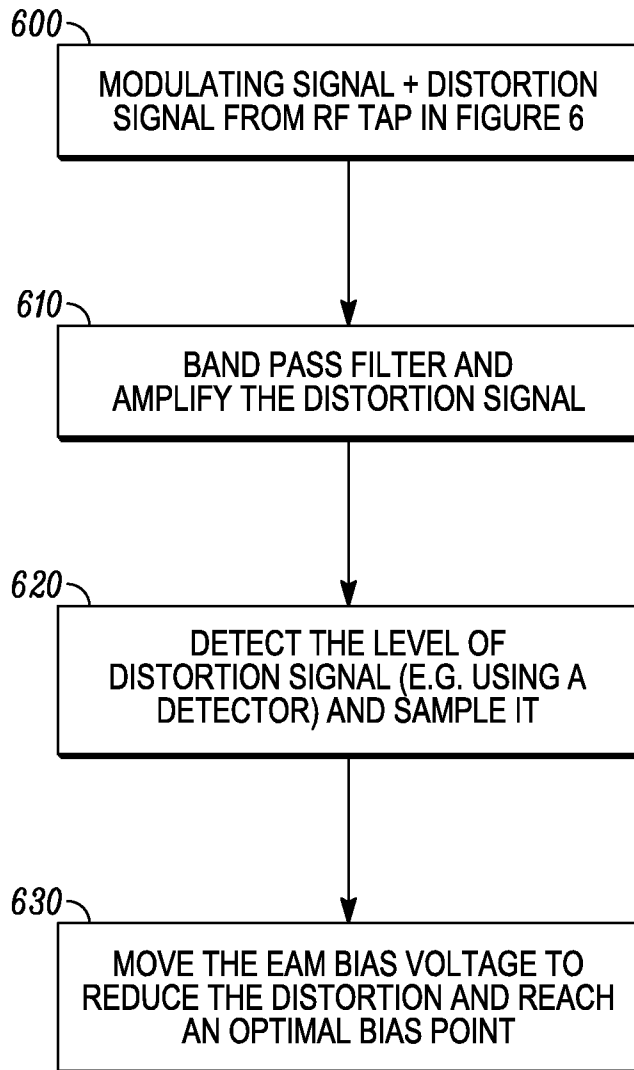 600
MODULATING SIGNAL + DISTORTION
SIGNAL FROM RF TAP IN FIGURE 6
610
BAND PASS FILTER AND
AMPLIFY THE DISTORTION SIGNAL
620
DETECT THE LEVEL OF
DISTORTION SIGNAL (E.G. USING A
DETECTOR) AND SAMPLE IT
630
MOVE THE EAM BIAS VOLTAGE TO
REDUCE THE DISTORTION AND REACH
AN OPTIMAL BIAS POINT